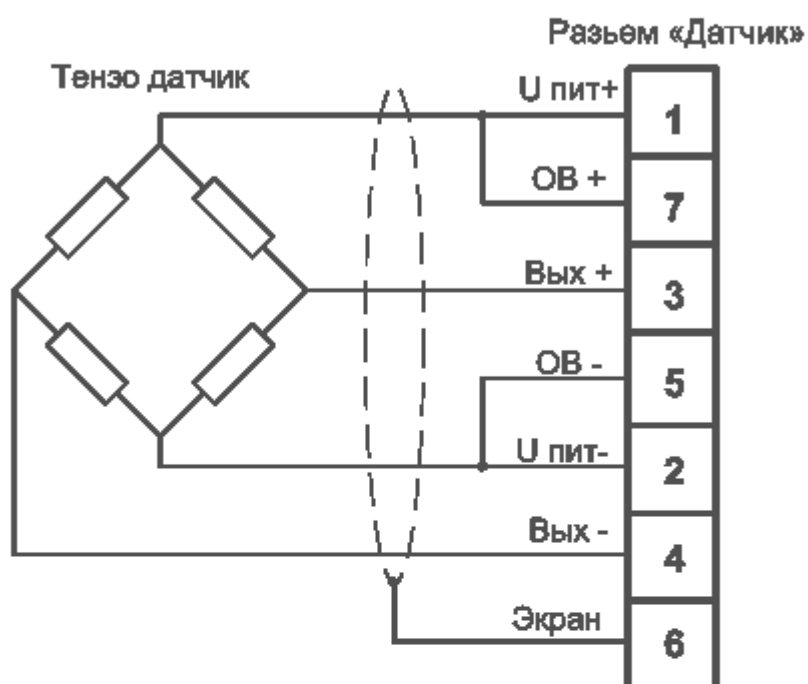 Разьем «Датчик»
Тензо датчик
U пит+
1
ОВ +
7
Вых +
3
ОВ -
5
U пит-
2
Вых -
4
Экран
6